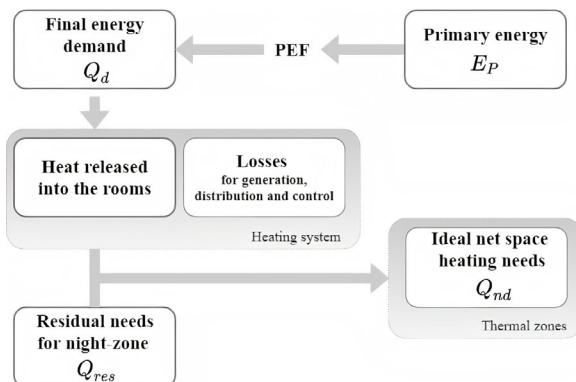 Final energy
demand
Q_d
PEF
Primary energy
E_P
Heat released
into the rooms
Losses
for generation,
distribution and control
Heating system
Ideal net space
heating needs
Q_nd
Thermal zones
Residual needs
for night-zone
Q_res